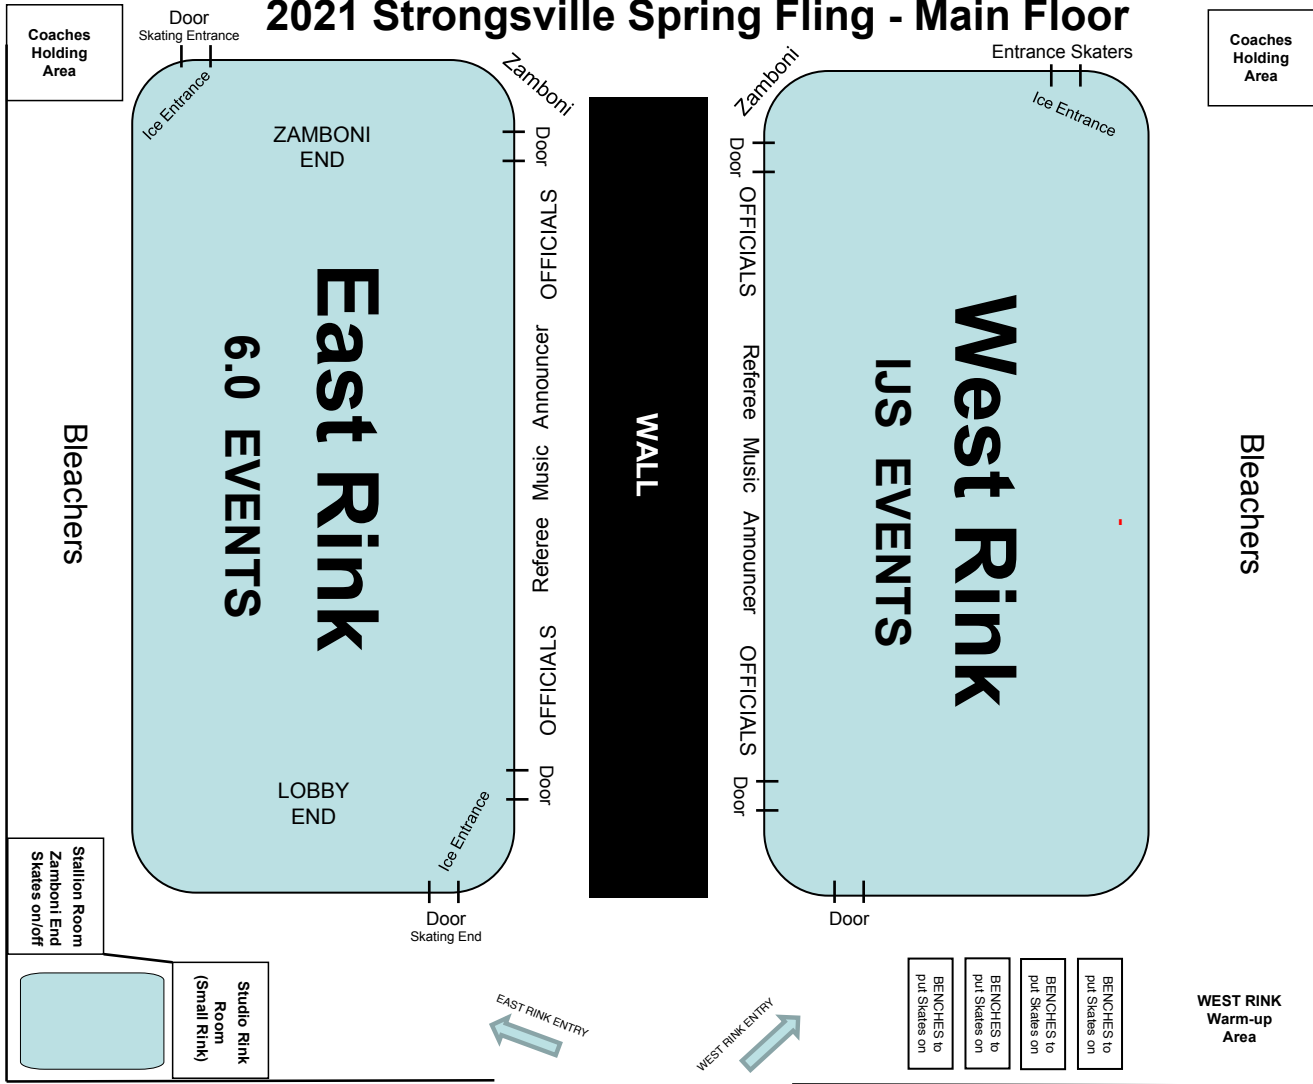 2021 Strongsville Spring Fling - Main Floor
Coaches
Holding
Area
Door
Skating Entrance
Ice Entrance
Zamboni
ZAMBONI
END
Door
OFFICIALS
Announcer
Music
Referee
OFFICIALS
Door
East Rink
6.0 EVENTS
Bleachers
LOBBY
END
Ice Entrance
Door
Skating End
WALL
Zamboni
Entrance Skaters
Ice Entrance
Coaches
Holding
Area
Door
OFFICIALS
Referee
Music
Announcer
OFFICIALS
Door
West Rink
IJS EVENTS
Bleachers
Door
Stallion Room
Zamboni End
Skates on/off
Studio Rink
Room
(Small Rink)
EAST RINK ENTRY
WEST RINK ENTRY
BENCHES to
put Skates on
BENCHES to
put Skates on
BENCHES to
put Skates on
BENCHES to
put Skates on
WEST RINK
Warm-up
Area